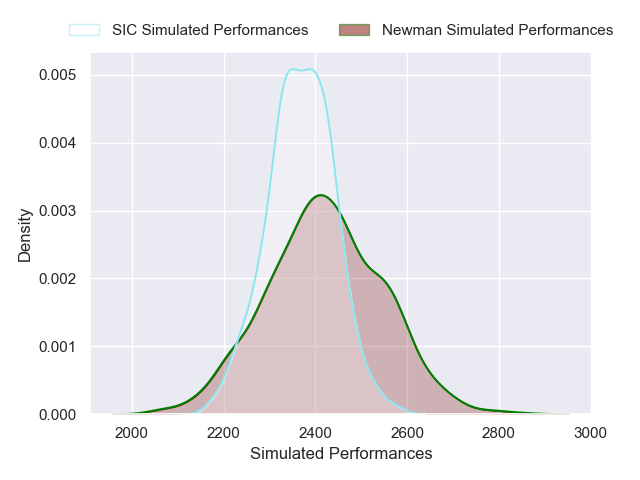 SIC Simulated Performances Newman Simulated Performances
0.005
0.004
0.003
0.002
0.001
0.000
Density
2000 2200 2400 2600 2800 3000
Simulated Performances